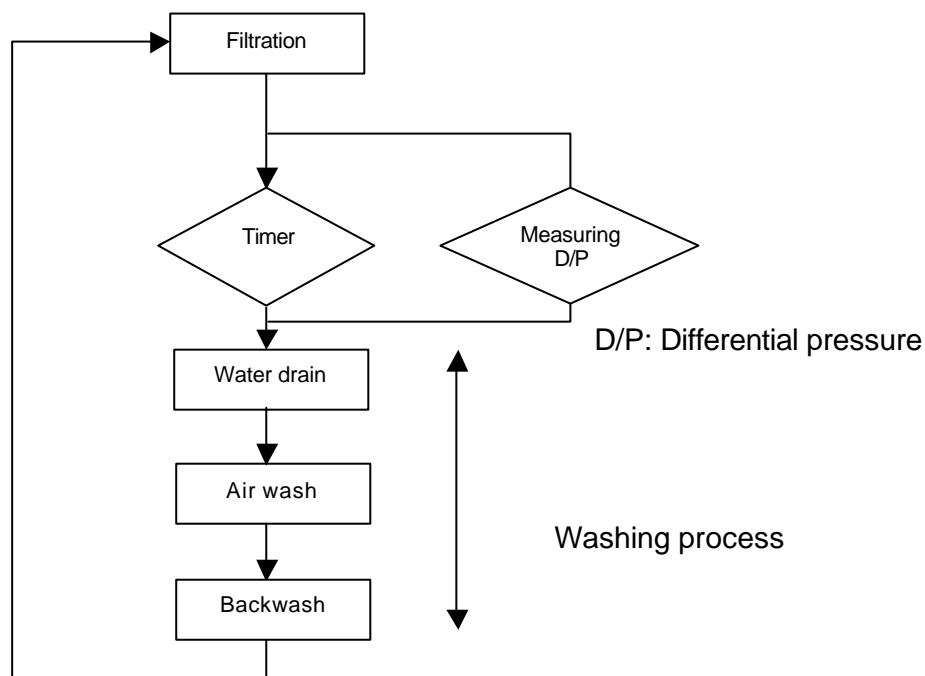 Filtration
Timer
Measuring
D/P
D/P: Differential pressure
Water drain
Air wash
Washing process
Backwash